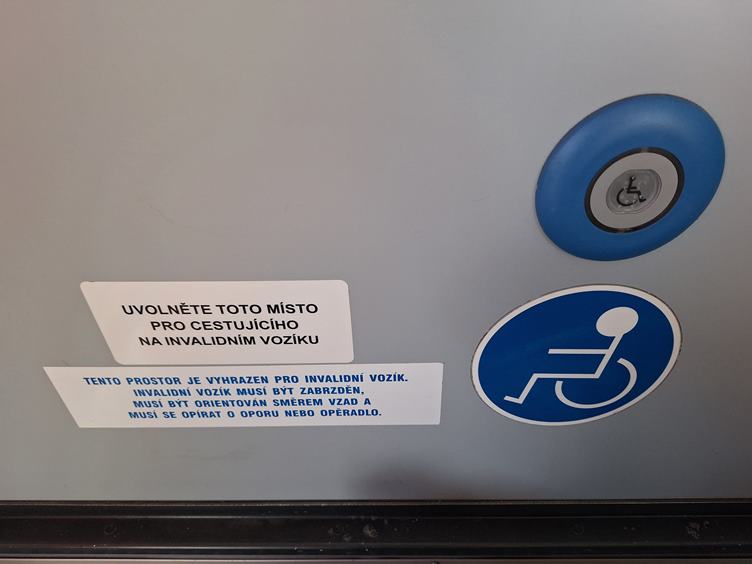 UVOLNĚTE TOTO MÍSTO
PRO CESTUJÍCÍHO
NA INVALIDNÍM VOZÍKU
TENTO PROSTOR JE VYHRAZEN PRO INVALIDNÍ VOZÍK.
INVALIDNÍ VOZÍK MUSÍ BÝT ZABRZDĚN,
MUSÍ BÝT ORIENTOVÁN SMĚREM VZAD A
MUSÍ SE OPÍRAT O OPORU NEBO OPĚRADLO.